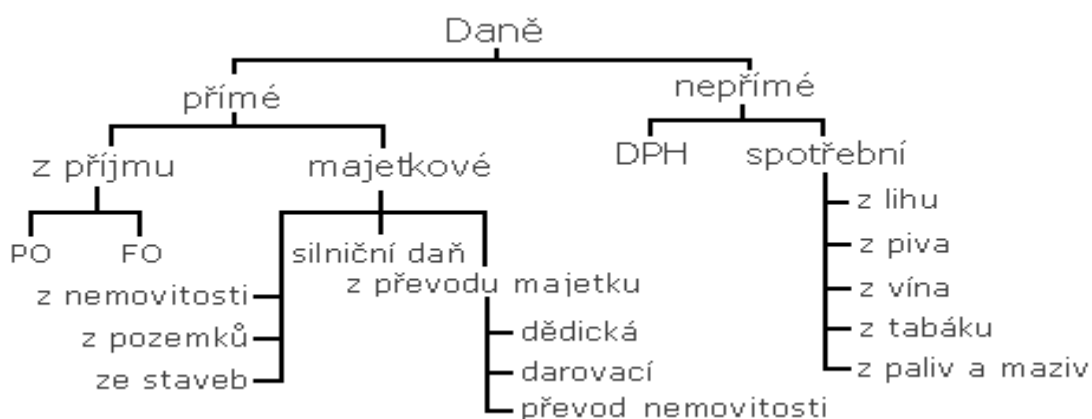 Daně
přímé
nepřímé
z příjmu
majetkové
DPH
spotřební
PO
FO
silniční daň
z převodu majetku
z nemovitosti
z pozemků
ze staveb
dědická
darovací
převod nemovitosti
z lihu
z piva
z vína
z tabáku
z paliv a maziv